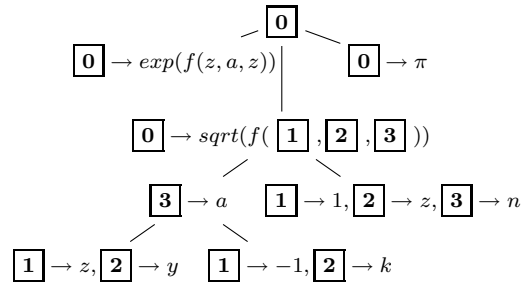 0
0 → exp(f(z, a, z)) 0 → π
0 → sqrt(f( 1 , 2 , 3 ))
3 → a 1 → 1, 2 → z, 3 → n
1 → z, 2 → y 1 → −1, 2 → k